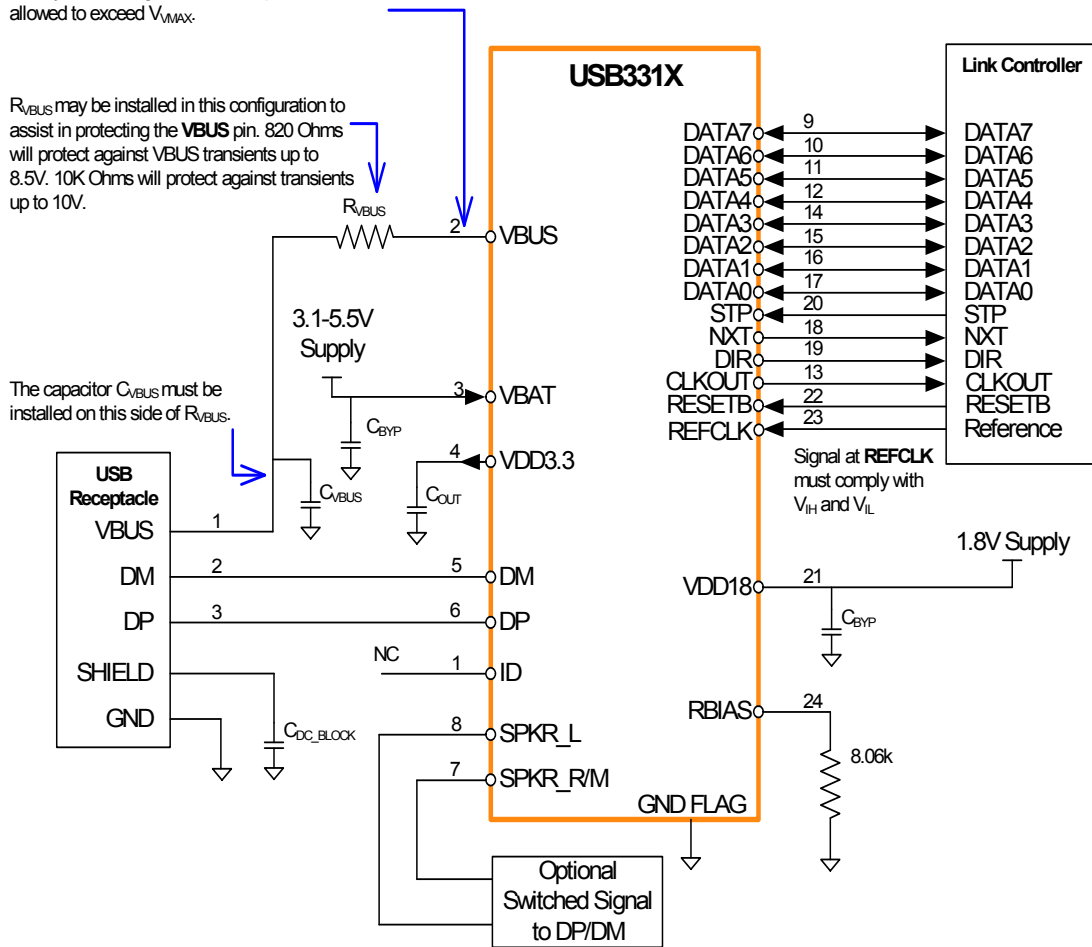 allowed to exceed VVMAX.
RVBUS may be installed in this configuration to
assist in protecting the VBUS pin. 820 Ohms
will protect against VBUS transients up to
8.5V. 10K Ohms will protect against transients
up to 10V.
RVBUS
2
VBUS
3.1-5.5V
Supply
The capacitor CVBUS must be
installed on this side of RVBUS.
3
VBAT
CBYP
4
VDD3.3
CVBUS
COUT
USB
Receptacle
VBUS
1
DM
2
5
DM
DP
3
6
DP
SHIELD
NC
1
ID
GND
CDC_BLOCK
8
SPKR_L
7
SPKR_R/M
Optional
Switched Signal
to DP/DM
USB331X
Link Controller
DATA7 9 DATA7
DATA6 10 DATA6
DATA5 11 DATA5
DATA4 12 DATA4
DATA3 14 DATA3
DATA2 15 DATA2
DATA1 16 DATA1
DATA0 17 DATA0
STP 20 STP
NXT 18 NXT
DIR 19 DIR
CLKOUT 13 CLKOUT
RESETB 22 RESETB
REFCLK 23 Reference
Signal at REFCLK
must comply with
VIH and VIL
1.8V Supply
VDD18 21
CBYP
RBIAS 24
8.06k
GND FLAG